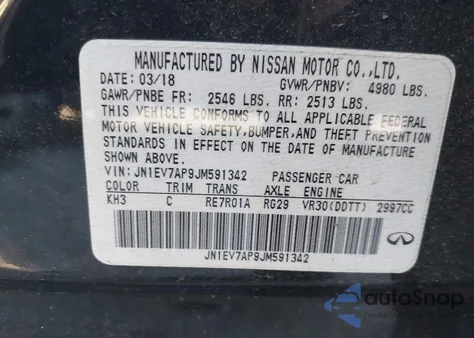 MANUFACTURED BY NISSAN MOTOR CO.,LTD.
DATE: 03/18 GVWR/PNBV: 4980 LBS.
GAWR/PNBE FR: 2546 LBS. RR: 2513 LBS.
THIS VEHICLE CONFORMS TO ALL APPLICABLE FEDERAL
MOTOR VEHICLE SAFETY,BUMPER,AND THEFT PREVENTION
STANDARDS IN EFFECT ON THE DATE OF MANUFACTURE
SHOWN ABOVE.
VIN: JN1EV7AP9JM591342 PASSENGER CAR
COLOR TRIM TRANS AXLE ENGINE
KH3 C RE7R01A RG29 VR30(DDTT) 2997CC
JN1EV7AP9JM591342
autoSnap